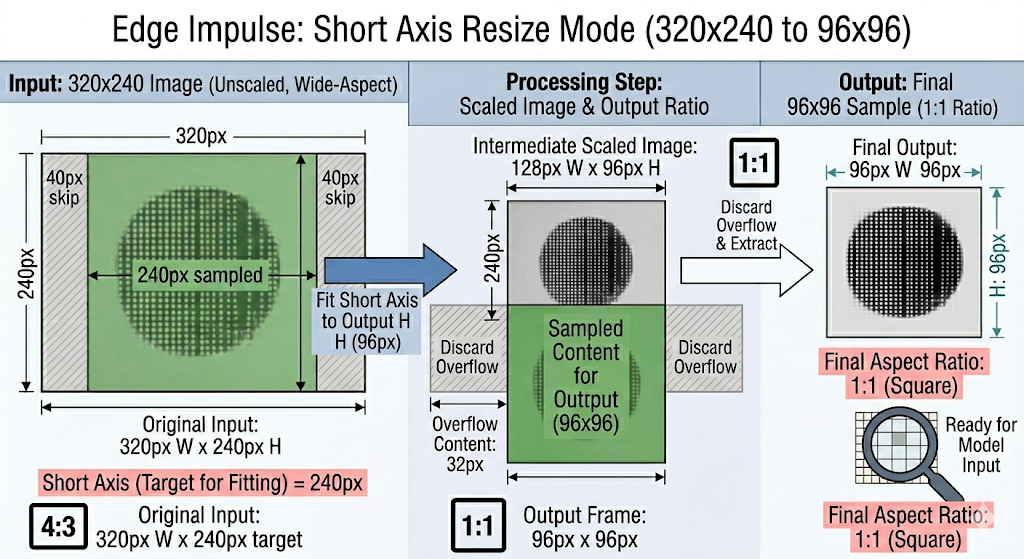 Edge Impulse: Short Axis Resize Mode (320x240 to 96x96)
Input: 320x240 Image (Unscaled, Wide-Aspect)
320px
40px
skip
40px
skip
240px
240px sampled
Fit Short Axis
to Output H
H (96px)
Original Input:
320px W x 240px H
Short Axis (Target for Fitting) = 240px
4:3
Original Input:
320px W x 240px target
Processing Step:
Scaled Image & Output Ratio
Intermediate Scaled Image:
128px W x 96px H
1:1
240px
Discard
Overflow
& Extract
Discard
Overflow
Sampled
Content
for
Outtput
(96x96)
Discard
Overflow
Overflow
Content:
32px
1:1
Output Frame:
96px x 96px
Output: Final
96x96 Sample (1:1 Ratio)
Final Output:
96px W 96px
H: 96px
Final Aspect Ratio:
1:1 (Square)
Ready for
Model
Input
Final Aspect Ratio:
1:1 (Square)